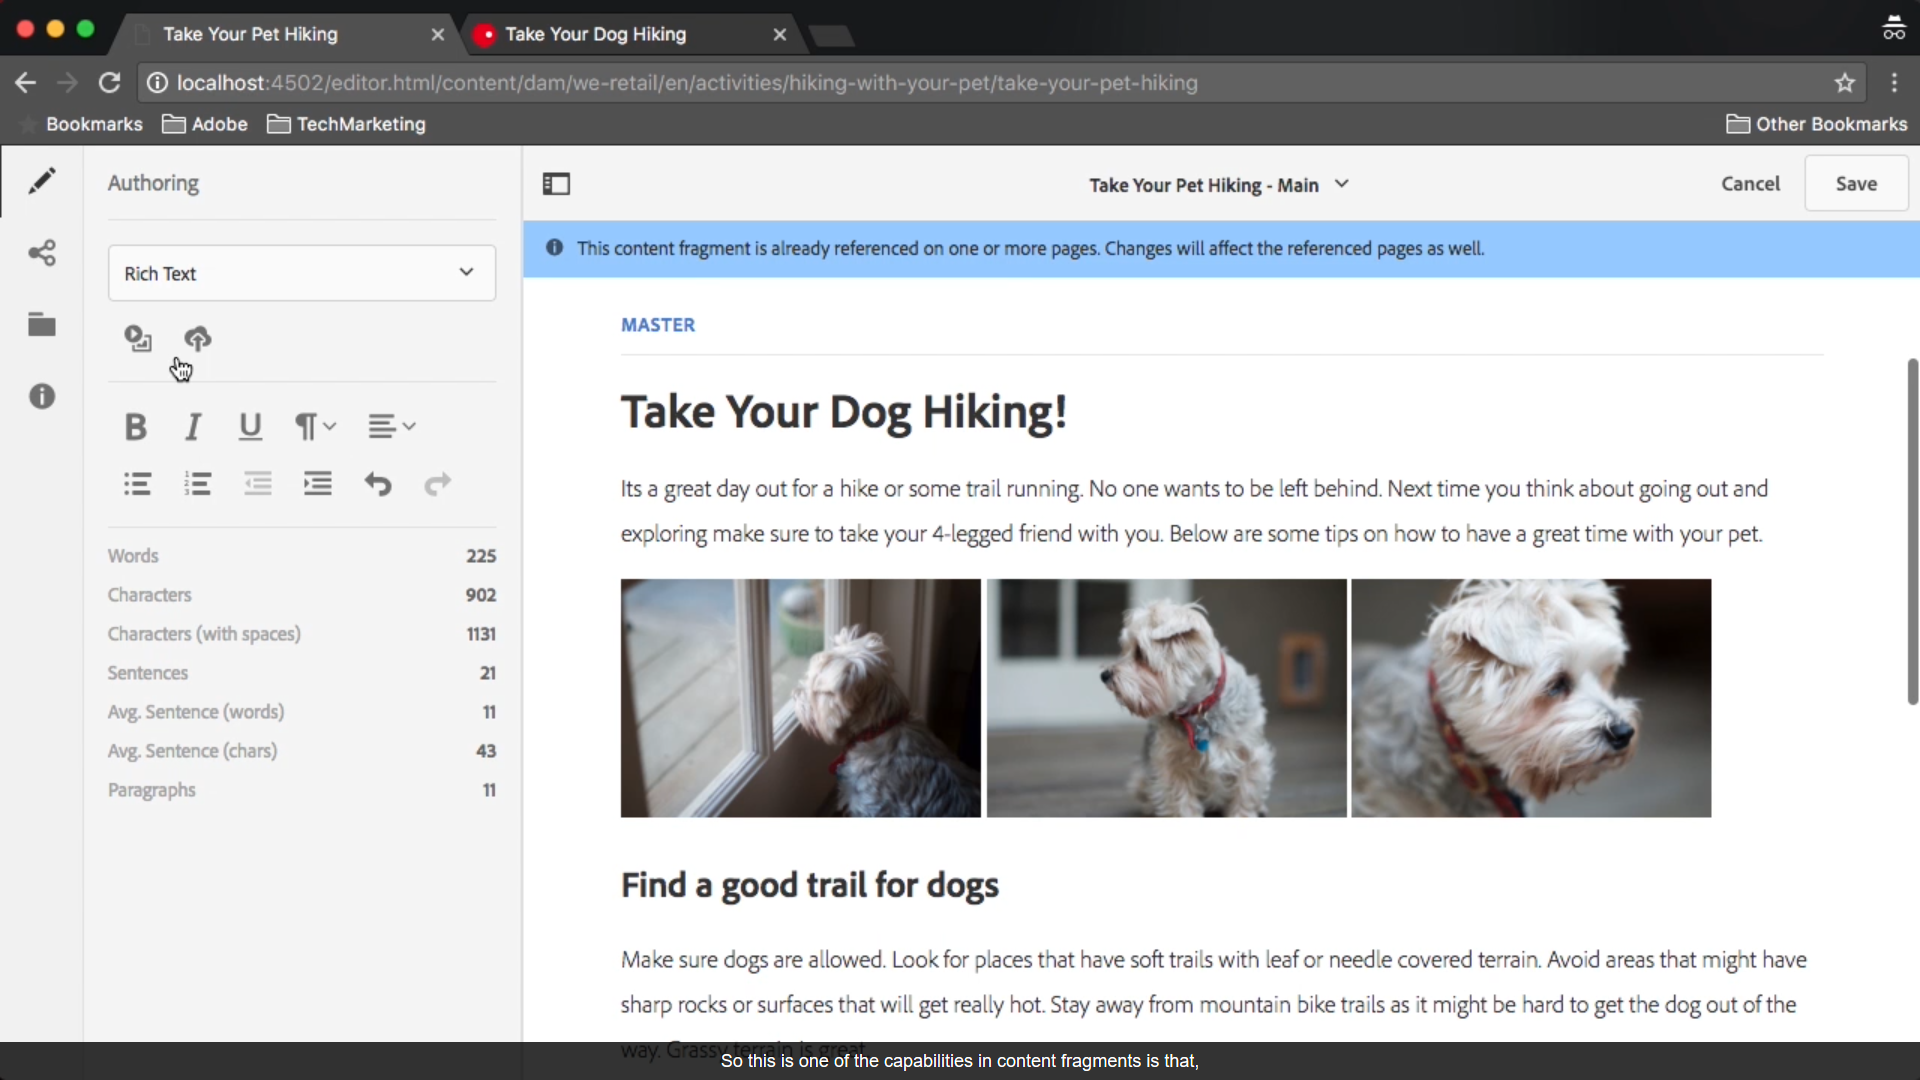 Take Your Pet Hiking
Take Your Dog Hiking
localhost:4502/editor.html/content/dam/we-retail/en/activities/hiking-with-your-pet/take-your-pet-hiking
Bookmarks Adobe TechMarketing Other Bookmarks
Authoring
Take Your Pet Hiking - Main
Cancel
Save
Rich Text
This content fragment is already referenced on one or more pages. Changes will affect the referenced pages as well.
B I U
Words 225
Characters 902
Characters (with spaces) 1131
Sentences 21
Avg. Sentence (words) 11
Avg. Sentence (chars) 43
Paragraphs 11
MASTER
Take Your Dog Hiking!
Its a great day out for a hike or some trail running. No one wants to be left behind. Next time you think about going out and
exploring make sure to take your 4-legged friend with you. Below are some tips on how to have a great time with your pet.
Find a good trail for dogs
Make sure dogs are allowed. Look for places that have soft trails with leaf or needle covered terrain. Avoid areas that might have
sharp rocks or surfaces that will get really hot. Stay away from mountain bike trails as it might be hard to get the dog out of the
way. Grassy terrain is great
So this is one of the capabilities in content fragments is that,